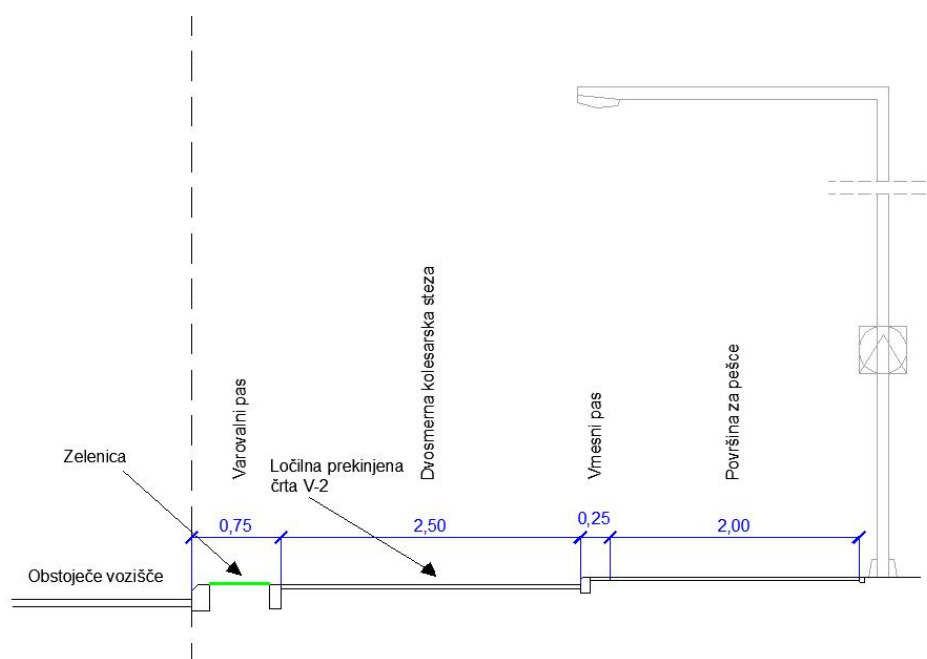 Varovalni pas
Dvosmerna kolesarska steza
Vmesni pas
Površina za pešce
Zelenica
Ločilna prekinjena
črta V-2
0,75
2,50
0,25
2,00
Obstoječe vozišče